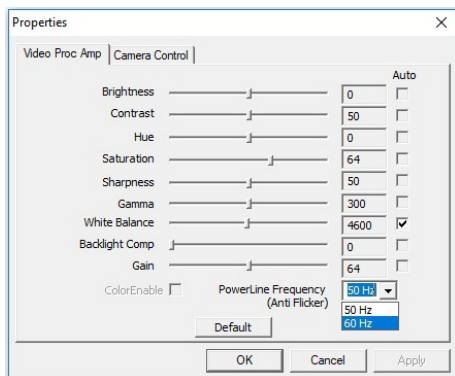 Properties
Video Proc Amp Camera Control
Auto
Brightness 0
Contrast 50
Hue 0
Saturation 64
Sharpness 50
Gamma 300
White Balance 4600
Backlight Comp 0
Gain 64
ColorEnable PowerLine Frequency 50 Hz
(Anti Flicker) 50 Hz
60 Hz
Default
OK Cancel Apply